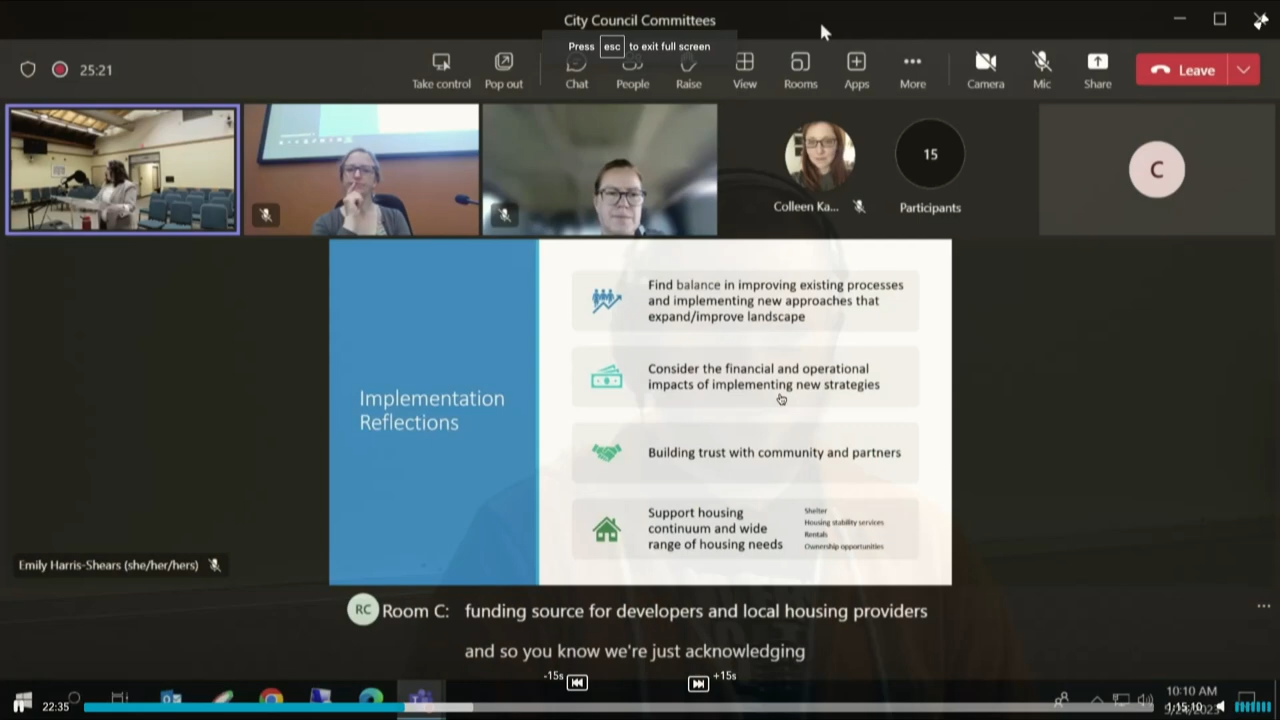 City Council Committees
Press esc to exit full screen
25:21
Take control
Pop out
Chat
People
Raise
View
Rooms
Apps
More
Camera
Mic
Share
Leave
15
C
Colleen Ka...
Participants
Implementation
Reflections
Find balance in improving existing processes
and implementing new approaches that
expand/improve landscape
Consider the financial and operational
impacts of implementing new strategies
Building trust with community and partners
Support housing
continuum and wide
range of housing needs
Shelter
Housing stability services
Rentals
Ownership opportunities
Emily Harris-Shears (she/her/hers)
RC Room C: funding source for developers and local housing providers
and so you know we're just acknowledging
-15s
+15s
22:35
10:10 AM
1:15:10